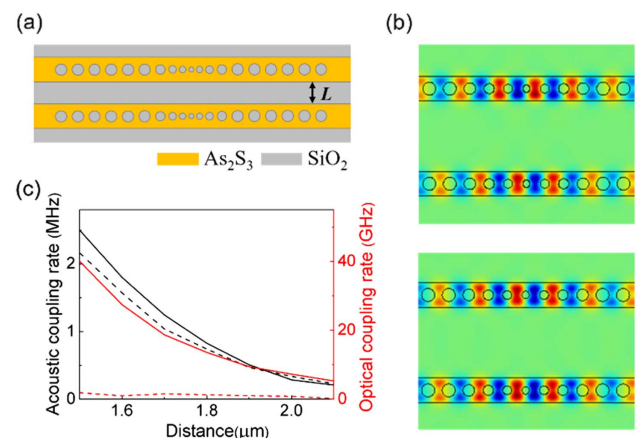 (a)
L
As₂S₃ SiO₂
(b)
(c)
Acoustic coupling rate (MHz)
2
1
0
1.6 1.8 2.0
Distance(μm)
40
20
0
Optical coupling rate (GHz)